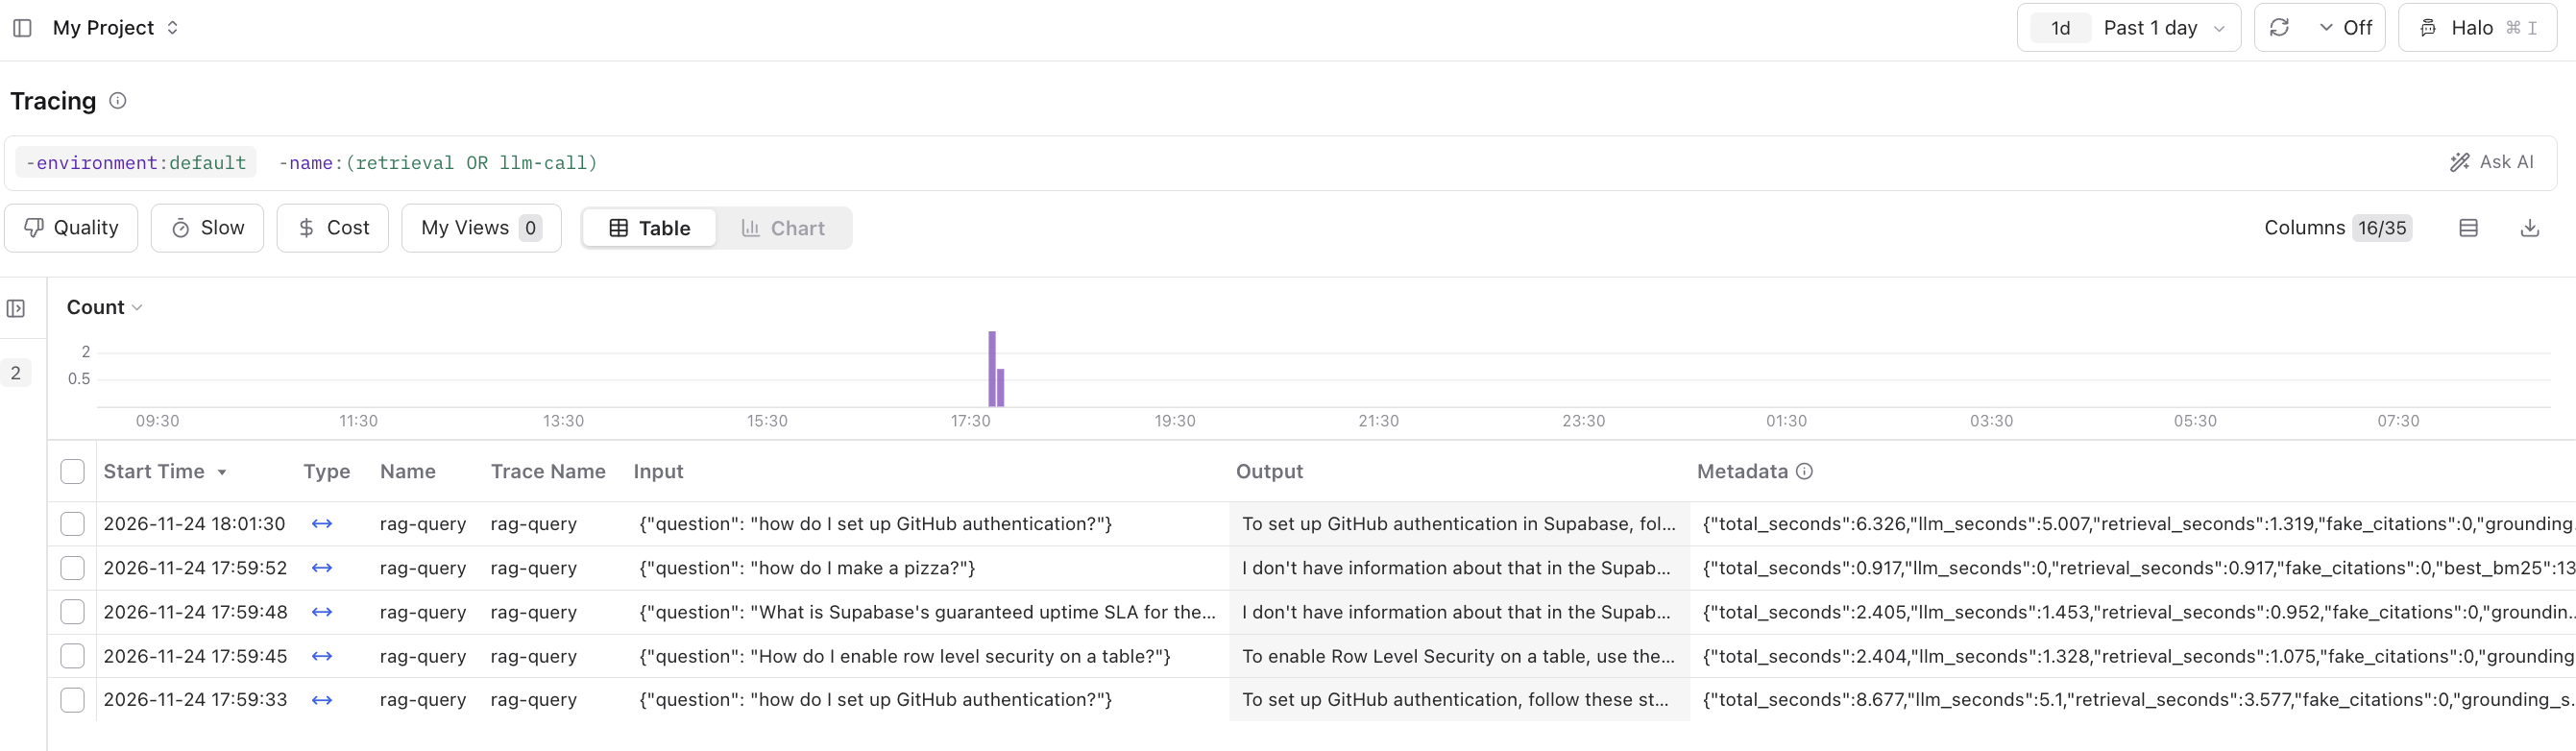 My Project
1d Past 1 day Off Halo ⌘ I
Tracing
-environment:default -name:(retrieval OR llm-call) Ask AI
Quality Slow $ Cost My Views 0 Table Chart Columns 16/35
Count
2
0.5
2
09:30 11:30 13:30 15:30 17:30 19:30 21:30 23:30 01:30 03:30 05:30 07:30
Start Time Type Name Trace Name Input Output Metadata
2026-11-24 18:01:30 rag-query rag-query {"question": "how do I set up GitHub authentication?"} To set up GitHub authentication in Supabase, fol... {"total_seconds":6.326,"llm_seconds":5.007,"retrieval_seconds":1.319,"fake_citations":0,"grounding
2026-11-24 17:59:52 rag-query rag-query {"question": "how do I make a pizza?"} I don't have information about that in the Supab... {"total_seconds":0.917,"llm_seconds":0,"retrieval_seconds":0.917,"fake_citations":0,"best_bm25":13
2026-11-24 17:59:48 rag-query rag-query {"question": "What is Supabase's guaranteed uptime SLA for the... I don't have information about that in the Supab... {"total_seconds":2.405,"llm_seconds":1.453,"retrieval_seconds":0.952,"fake_citations":0,"groundin...
2026-11-24 17:59:45 rag-query rag-query {"question": "How do I enable row level security on a table?"} To enable Row Level Security on a table, use the... {"total_seconds":2.404,"llm_seconds":1.328,"retrieval_seconds":1.075,"fake_citations":0,"grounding
2026-11-24 17:59:33 rag-query rag-query {"question": "how do I set up GitHub authentication?"} To set up GitHub authentication, follow these st... {"total_seconds":8.677,"llm_seconds":5.1,"retrieval_seconds":3.577,"fake_citations":0,"grounding_s...